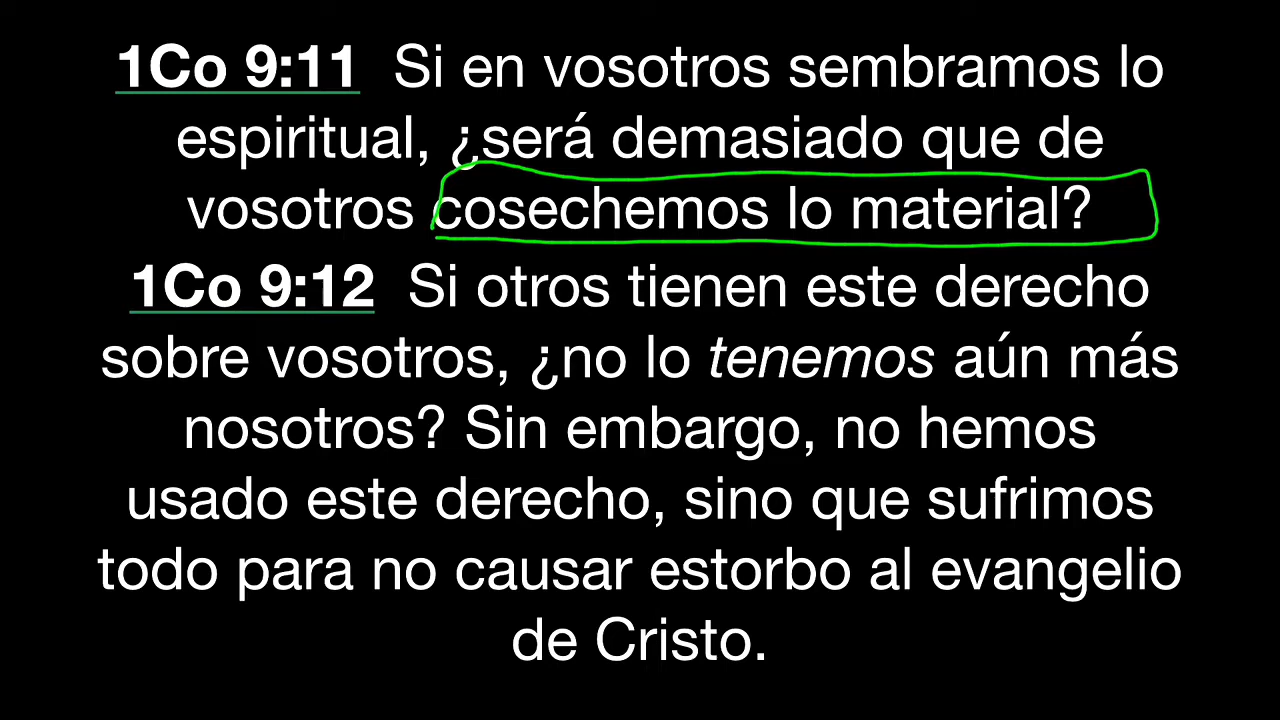 1Co 9:11 Si en vosotros sembramos lo
espiritual, ¿será demasiado que de
vosotros cosechemos lo material?
1Co 9:12 Si otros tienen este derecho
sobre vosotros, ¿no lo tenemos aún más
nosotros? Sin embargo, no hemos
usado este derecho, sino que sufrimos
todo para no causar estorbo al evangelio
de Cristo.